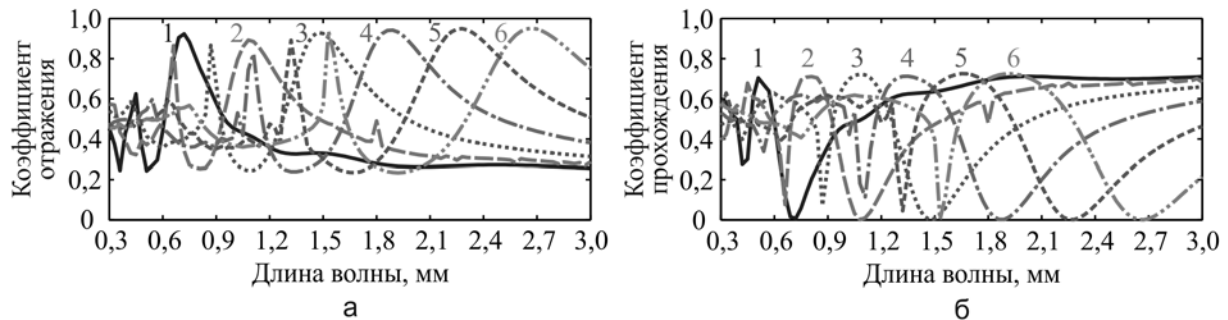 1,0
0,8
0,6
0,4
0,2
0
Коэффициент
отражения
1 2 3 4 5 6
0,3 0,6 0,9 1,2 1,5 1,8 2,1 2,4 2,7 3,0
Длина волны, мм
а
1,0
0,8
0,6
0,4
0,2
0
Коэффициент
прохождения
1 2 3 4 5 6
0,3 0,6 0,9 1,2 1,5 1,8 2,1 2,4 2,7 3,0
Длина волны, мм
б